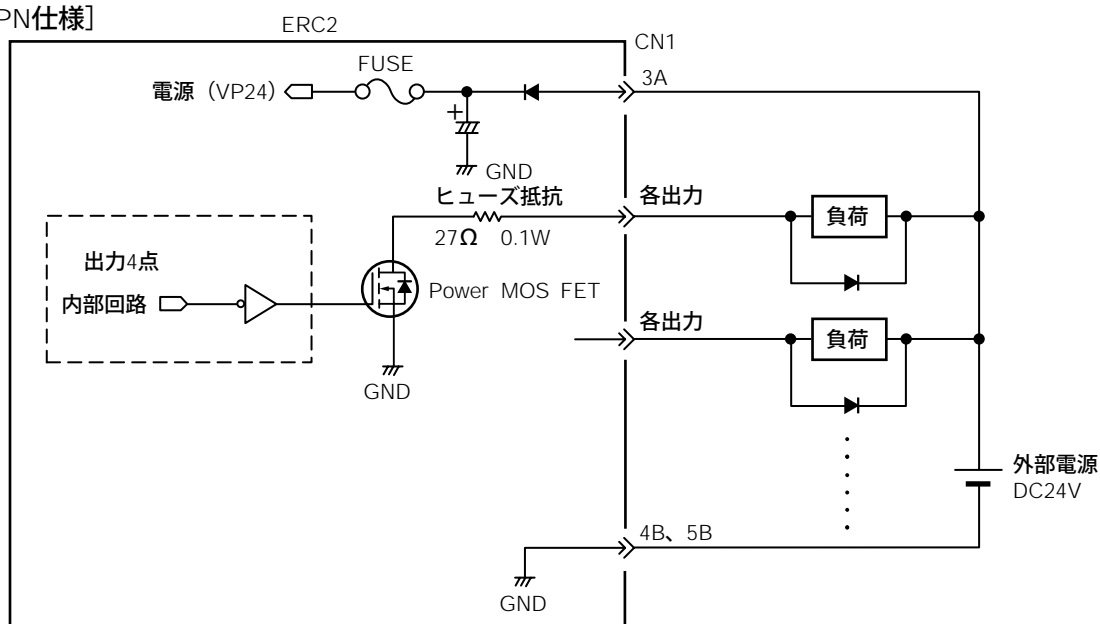 PN仕様]
ERC2
CN1
FUSE
3A
電源（VP24）
+
GND
ヒューズ抵抗
各出力
負荷
27Ω 0.1W
出力4点
内部回路
Power MOS FET
各出力
負荷
GND
外部電源
DC24V
4B、5B
GND